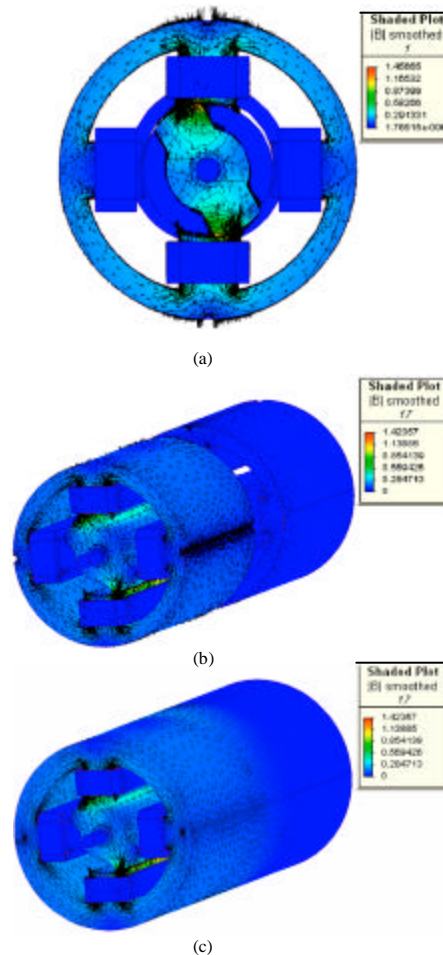 Shaded Plot
|B| smoothed
1.16532
0.87399
0.58266
0.291331
(a)
Shaded Plot
|B| smoothed
17
1.42357
1.13885
0.854139
0.569426
0.284713
0
(b)
Shaded Plot
|B| smoothed
17
1.42357
1.13885
0.854139
0.569426
0.284713
0
(c)